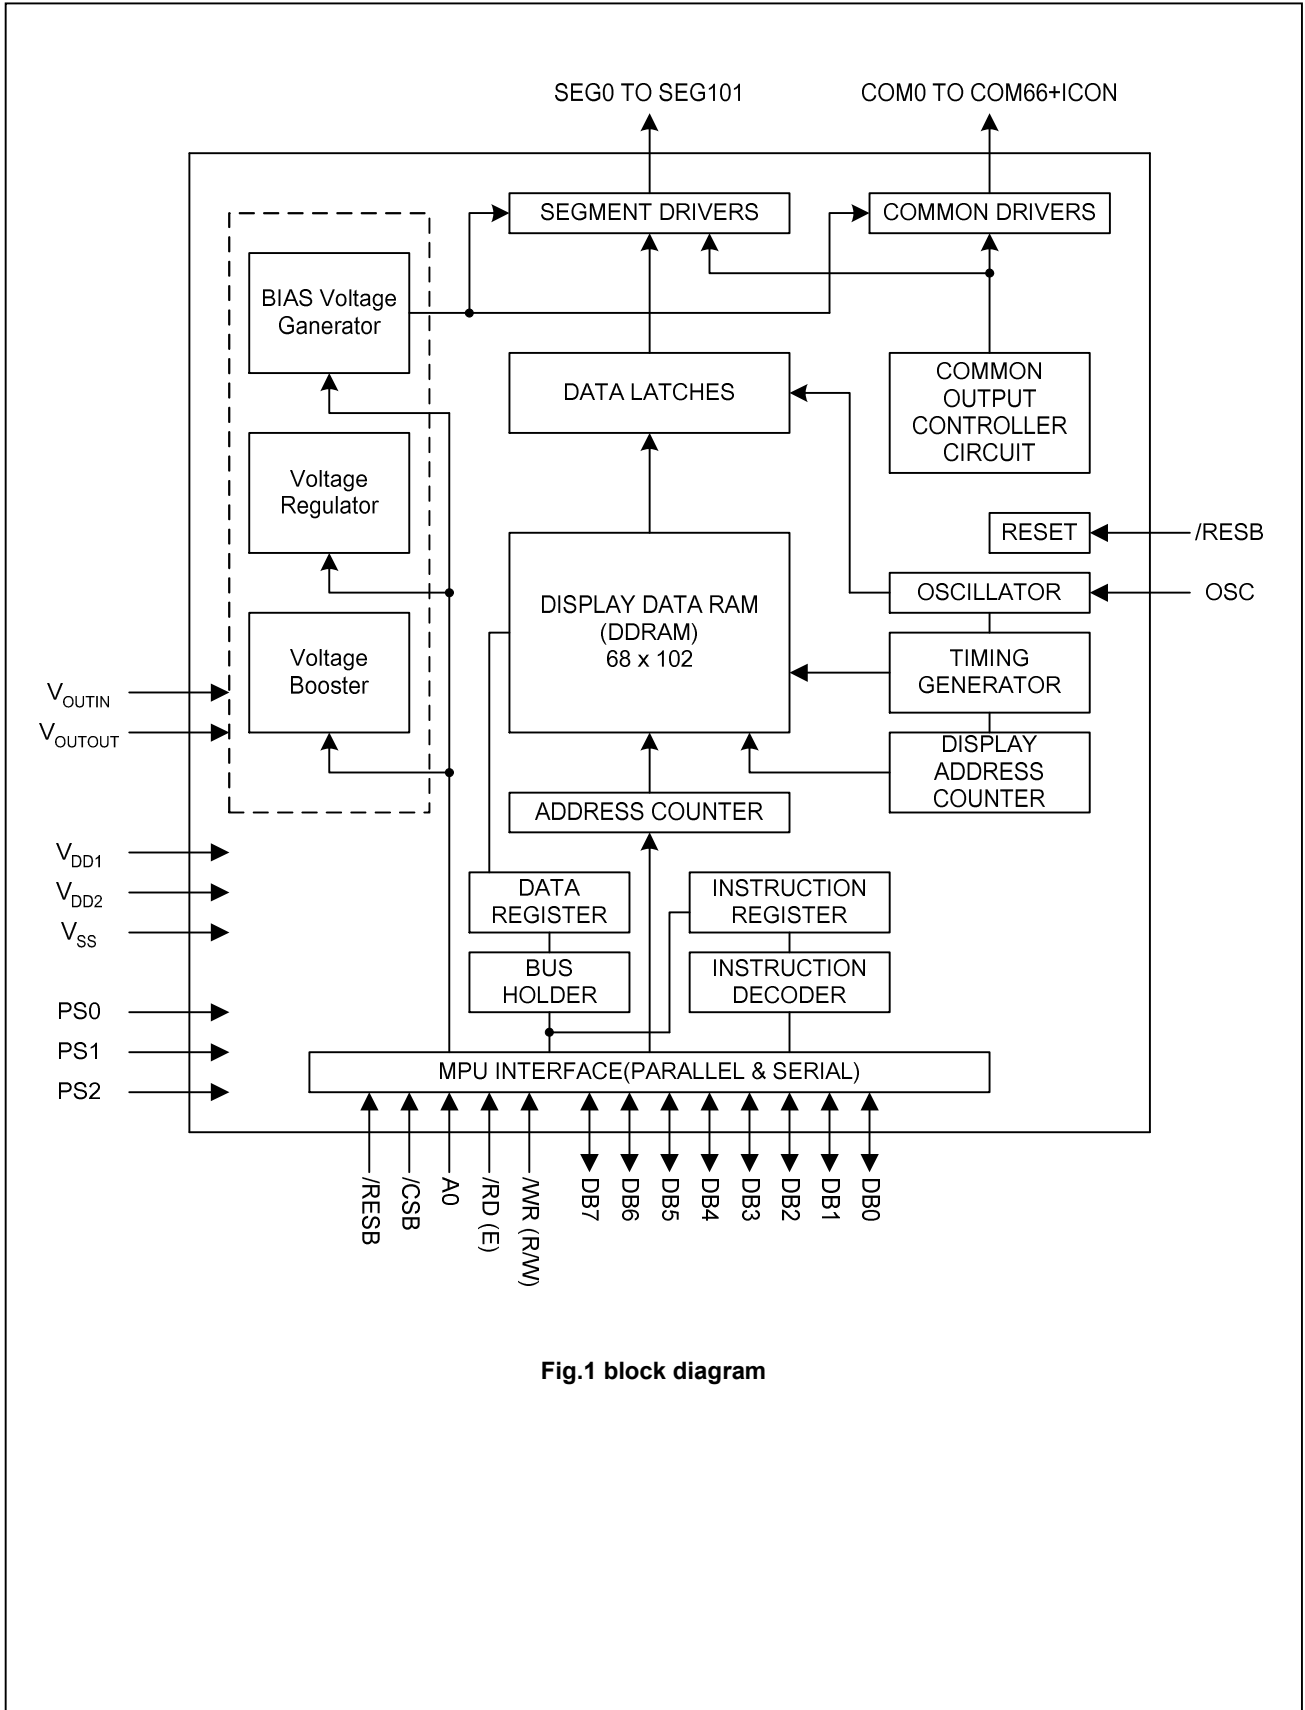 SEG0 TO SEG101
COM0 TO COM66+ICON
SEGMENT DRIVERS
COMMON DRIVERS
BIAS Voltage
Ganerator
DATA LATCHES
COMMON
OUTPUT
CONTROLLER
CIRCUIT
Voltage
Regulator
RESET
/RESB
OSCILLATOR
OSC
DISPLAY DATA RAM
(DDRAM)
68 x 102
Voltage
Booster
TIMING
GENERATOR
VOUTIN
VOUTOUT
DISPLAY
ADDRESS
COUNTER
ADDRESS COUNTER
VDD1
VDD2
VSS
DATA
REGISTER
INSTRUCTION
REGISTER
BUS
HOLDER
INSTRUCTION
DECODER
PS0
PS1
PS2
MPU INTERFACE(PARALLEL & SERIAL)
/RESB
/CSB
A0
/RD (E)
/WR (R/W)
DB7
DB6
DB5
DB4
DB3
DB2
DB1
DB0
Fig.1 block diagram